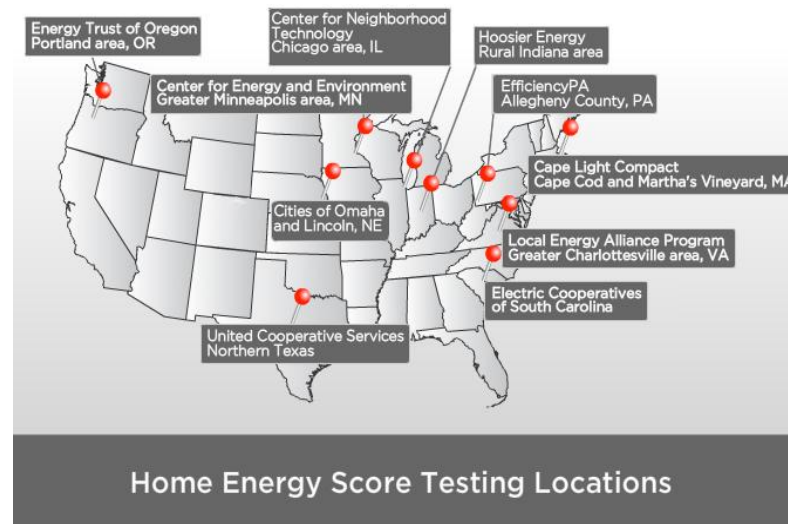 Energy Trust of Oregon
Portland area, OR
Center for Neighborhood
Technology
Chicago area, IL
Hoosier Energy
Rural Indiana area
Center for Energy and Environment
Greater Minneapolis area, MN
EfficiencyPA
Allegheny County, PA
Cape Light Compact
Cape Cod and Martha's Vineyard, MA
Cities of Omaha
and Lincoln, NE
Local Energy Alliance Program
Greater Charlottesville area, VA
Electric Cooperatives
of South Carolina
United Cooperative Services
Northern Texas
Home Energy Score Testing Locations